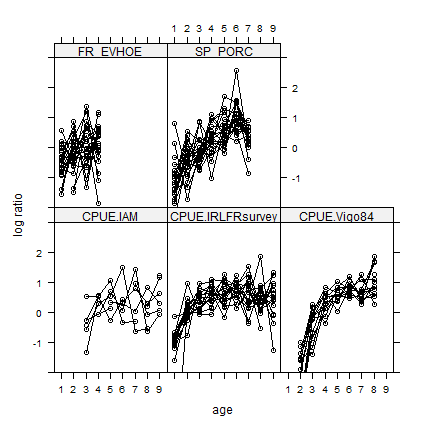 1 2 3 4 5 6 7 8 9
FR_EVHOE SP_PORC
2
1
0
-1
log ratio
CPUE.IAM CPUE.IRLFRsurvey CPUE.Vigo84
2
1
0
-1
1 2 3 4 5 6 7 8 9 1 2 3 4 5 6 7 8 9
age